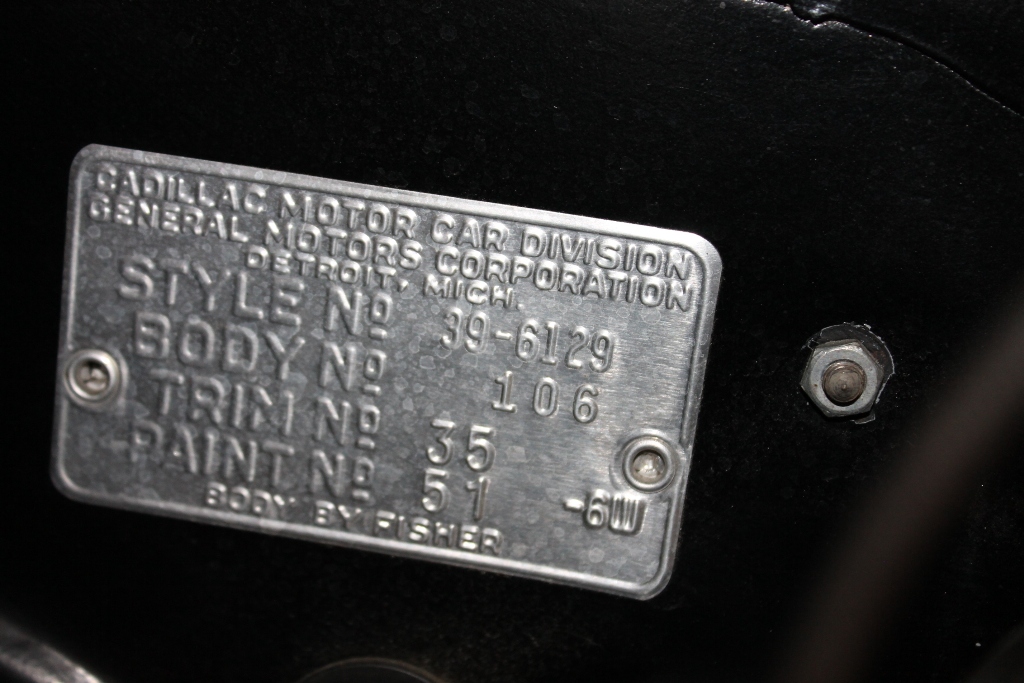 CADILLAC MOTOR CAR DIVISION
GENERAL MOTORS CORPORATION
DETROIT, MICH.
STYLE Nº 39-6129
BODY Nº 106
TRIM Nº 35
PAINT Nº 51 -6W
BODY BY FISHER